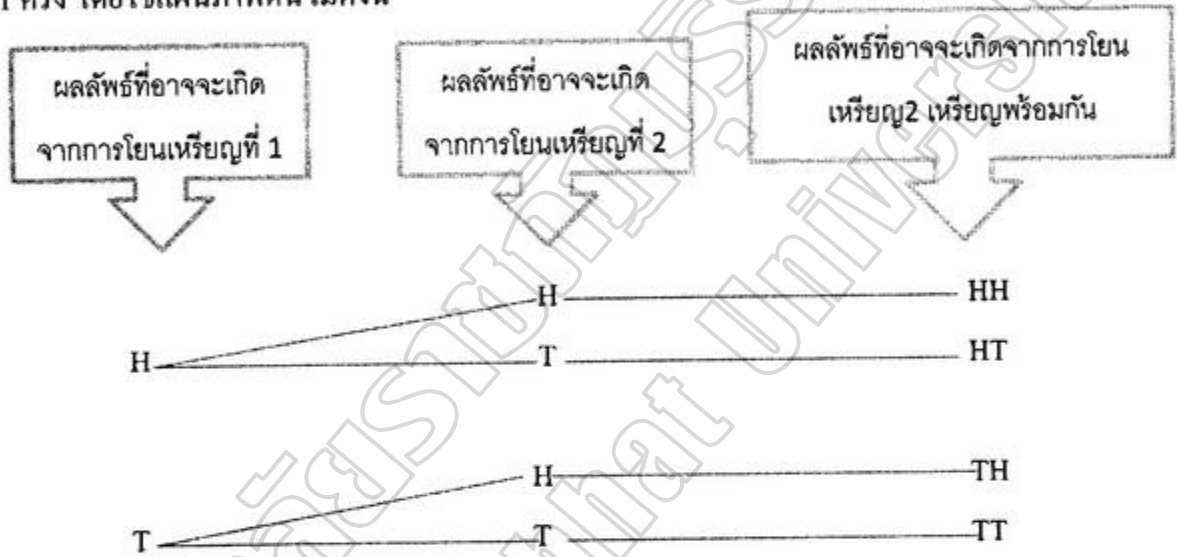 1 ครั้ง โดยใช้แผนภาพต้นไม้ดังนี้
ผลลัพธ์ที่อาจจะเกิด
จากการโยนเหรียญที่ 1
ผลลัพธ์ที่อาจจะเกิด
จากการโยนเหรียญที่ 2
ผลลัพธ์ที่อาจจะเกิดจากการโยน
เหรียญ2 เหรียญพร้อมกัน
H HH
H T HT
H TH
T T TT